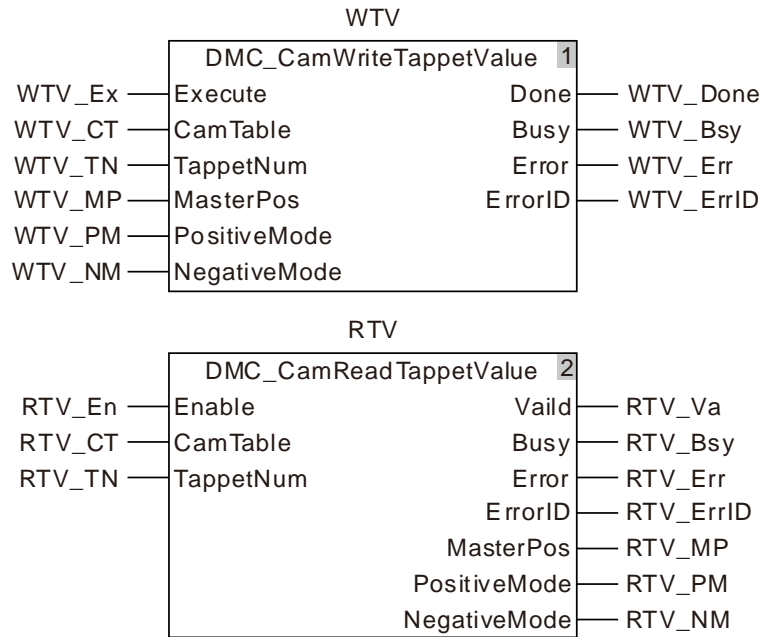 WTV
DMC_CamWriteTappetValue 1
WTV_Ex Execute Done WTV_Done
WTV_CT CamTable Busy WTV_Bsy
WTV_TN TappetNum Error WTV_Err
WTV_MP MasterPos ErrorID WTV_ErrID
WTV_PM PositiveMode
WTV_NM NegativeMode
RTV
DMC_CamReadTappetValue 2
RTV_En Enable Vaild RTV_Va
RTV_CT CamTable Busy RTV_Bsy
RTV_TN TappetNum Error RTV_Err
ErrorID RTV_ErrID
MasterPos RTV_MP
PositiveMode RTV_PM
NegativeMode RTV_NM